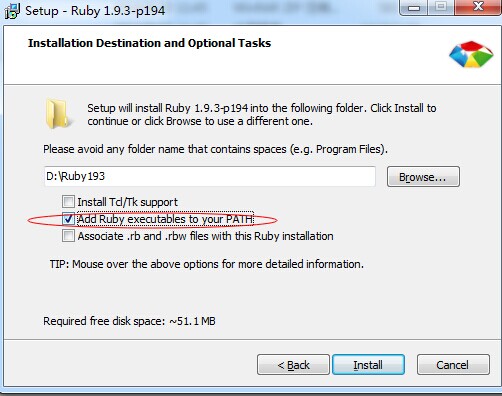 Setup - Ruby 1.9.3-p194
Installation Destination and Optional Tasks
Setup will install Ruby 1.9.3-p194 into the following folder. Click Install to
continue or click Browse to use a different one.
Please avoid any folder name that contains spaces (e.g. Program Files).
D:\Ruby193
Browse...
Install Tcl/Tk support
Add Ruby executables to your PATH
Associate .rb and .rbw files with this Ruby installation
TIP: Mouse over the above options for more detailed information.
Required free disk space: ~51.1 MB
< Back
Install
Cancel